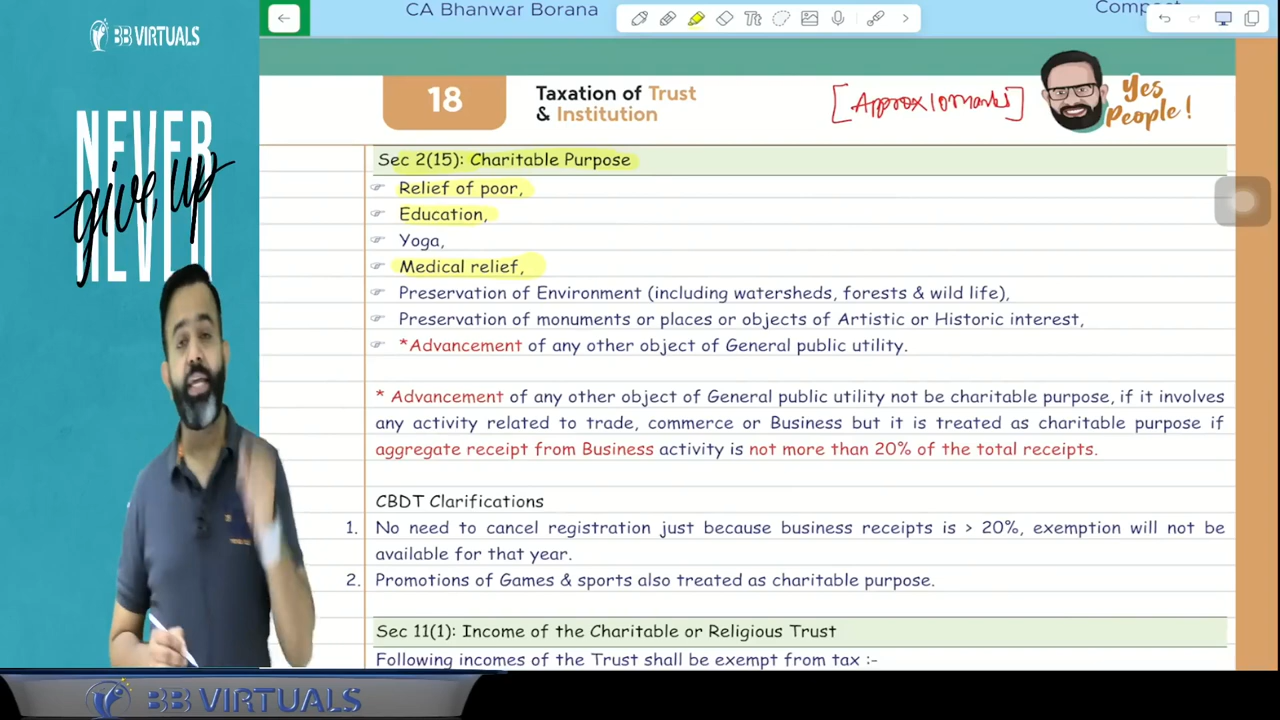 CA Bhanwar Borana
Compact
BB VIRTUALS
NEVER
give up
NEVER
18
Taxation of Trust
& Institution
[Approx 10 marks]
Yes
People!
Sec 2(15): Charitable Purpose
Relief of poor,
Education,
Yoga,
Medical relief,
Preservation of Environment (including watersheds, forests & wild life),
Preservation of monuments or places or objects of Artistic or Historic interest,
*Advancement of any other object of General public utility.
* Advancement of any other object of General public utility not be charitable purpose, if it involves
any activity related to trade, commerce or Business but it is treated as charitable purpose if
aggregate receipt from Business activity is not more than 20% of the total receipts.
CBDT Clarifications
1. No need to cancel registration just because business receipts is > 20%, exemption will not be
available for that year.
2. Promotions of Games & sports also treated as charitable purpose.
Sec 11(1): Income of the Charitable or Religious Trust
Following incomes of the Trust shall be exempt from tax :-
BB VIRTUALS